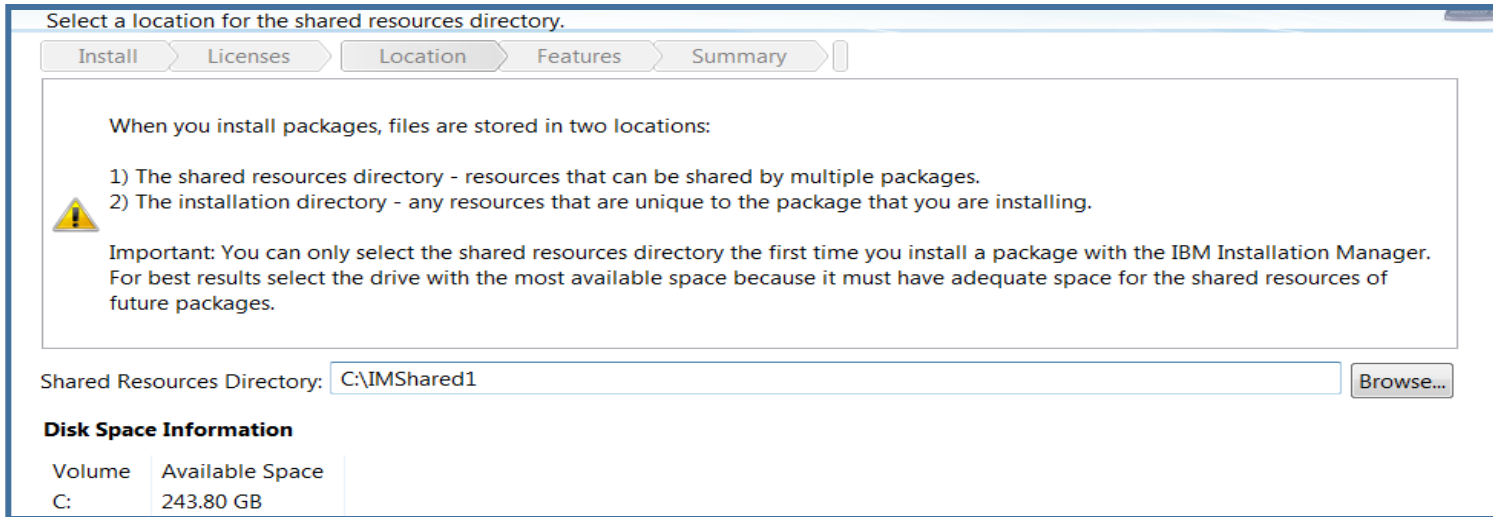 Select a location for the shared resources directory.
Install Licenses Location Features Summary
When you install packages, files are stored in two locations:
1) The shared resources directory - resources that can be shared by multiple packages.
2) The installation directory - any resources that are unique to the package that you are installing.
Important: You can only select the shared resources directory the first time you install a package with the IBM Installation Manager.
For best results select the drive with the most available space because it must have adequate space for the shared resources of
future packages.
Shared Resources Directory: C:\IMShared1 Browse...
Disk Space Information
Volume Available Space
C: 243.80 GB